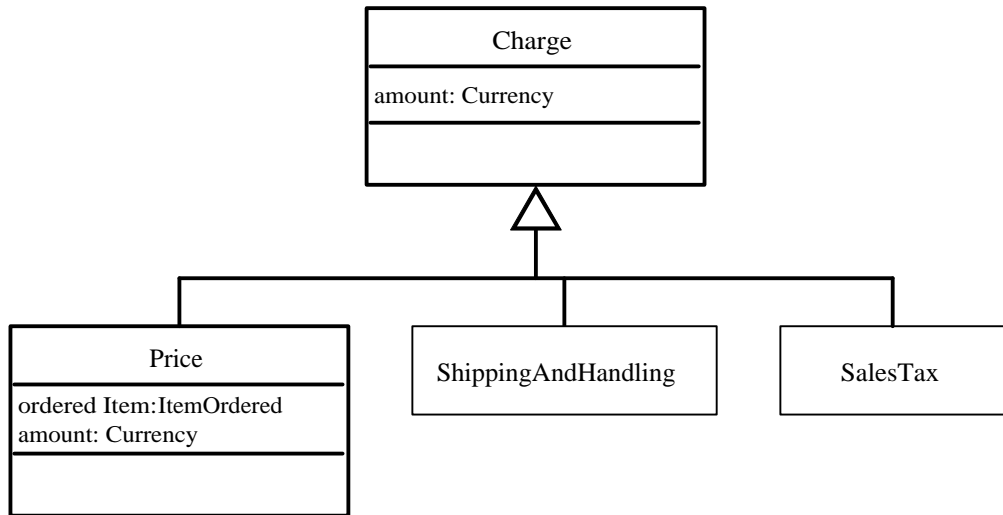 Charge
amount: Currency
Price
ordered Item:ItemOrdered
amount: Currency
ShippingAndHandling
SalesTax